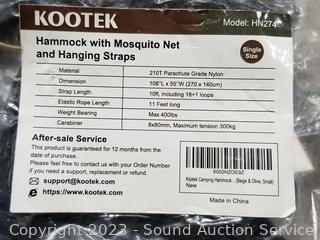 KOOTEK
Model: HN274
Hammock with Mosquito Net
and Hanging Straps
Single
Size
Material 210T Parachute Grade Nylon
Dimension 108"L x 55"W (270 x 140cm)
Strap Length 10ft, including 18+1 loops
Elastic Rope Length 11 Feet long
Weight Bearing Max 400lbs
Carabiner 8x80mm, Maximum tension 300kg
After-sale Service
This product is guaranteed for 12 months from the
date of purchase.
Please feel free to contact us with your Order Number
if you need a support, replacement or refund.
support@kootek.com
https://www.kootek.com
X002HZOE9Z
Kootek Camping Hammock... (Beige & Olive, Small)
New
Made in China
Copyright 2023 - Sound Auction Service